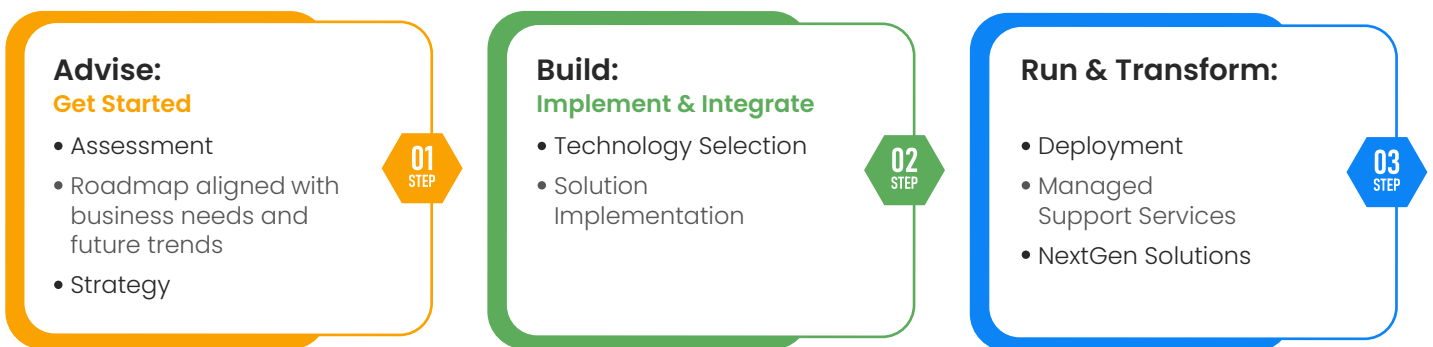 Advise:
Get Started
• Assessment
• Roadmap aligned with
business needs and
future trends
• Strategy
01
STEP
Build:
Implement & Integrate
• Technology Selection
• Solution
Implementation
02
STEP
Run & Transform:
• Deployment
• Managed
Support Services
• NextGen Solutions
03
STEP